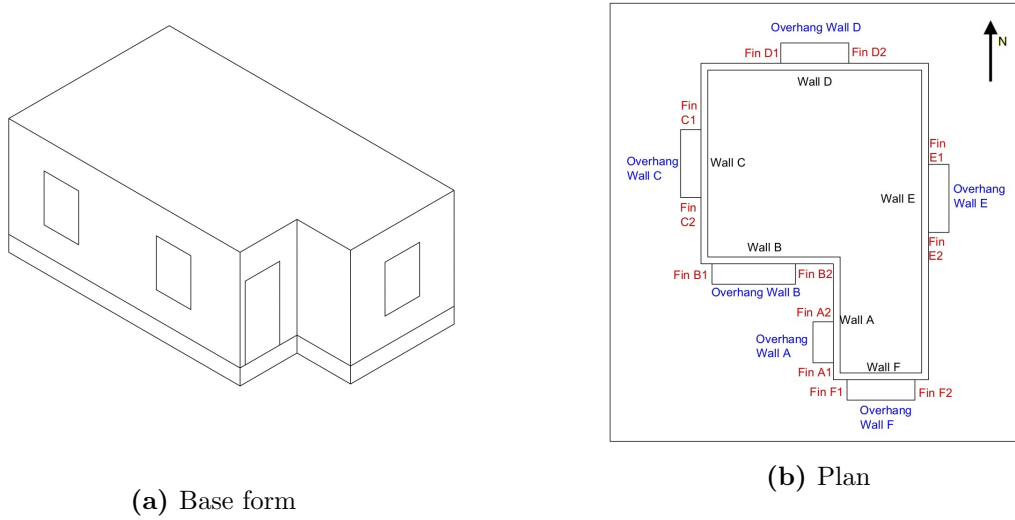 Overhang Wall D
Fin D1
Fin D2
N
Wall D
Fin
C1
Overhang
Wall C
Wall C
Fin
C2
Fin
E1
Wall E
Overhang
Wall E
Fin
E2
Wall B
Fin B1
Fin B2
Overhang Wall B
Fin A2
Wall A
Overhang
Wall A
Fin A1
Wall F
Fin F1
Fin F2
Overhang
Wall F
(a) Base form
(b) Plan